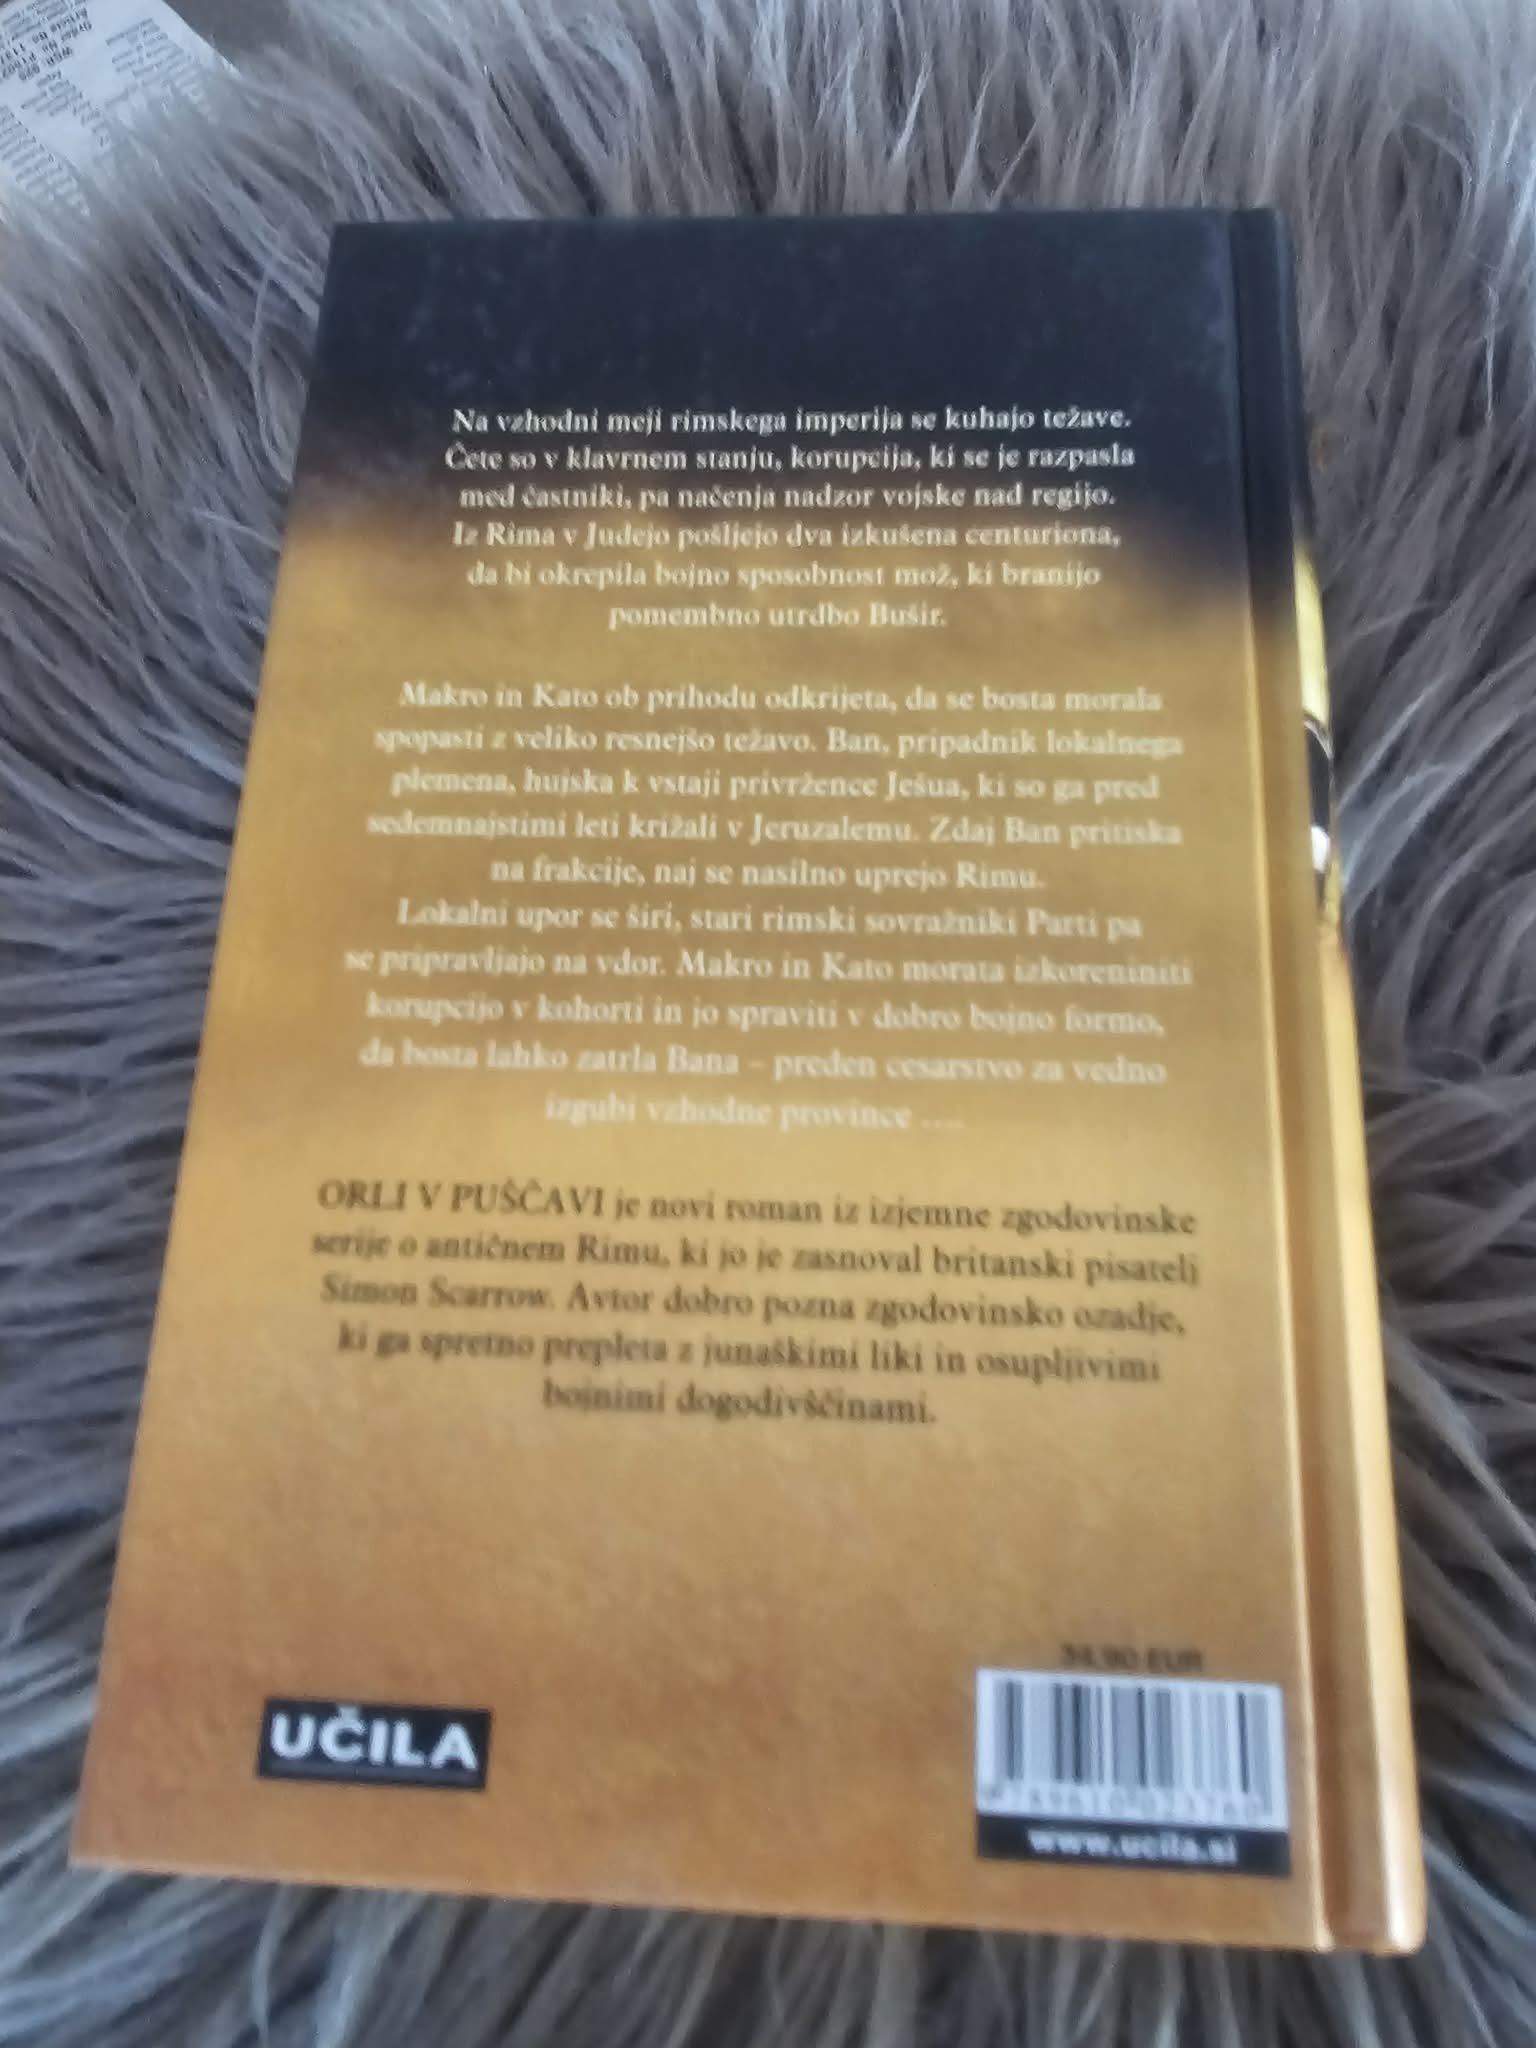 Na vzhodni meji rimskega imperija se kuhajo težave.
Čete so v klavrnem stanju, korupcija, ki se je razpasla
med častniki, pa načenja nadzor vojske nad regijo.
Iz Rima v Judejo pošljejo dva izkušena centuriona,
da bi okrepila bojno sposobnost mož, ki branijo
pomembno utrdbo Bušir.
Makro in Kato ob prihodu odkrijeta, da se bosta morala
spopasti z veliko resnejšo težavo. Ban, pripadnik lokalnega
plemena, hujska k vstaji privržence Ješua, ki so ga pred
sedemnajstimi leti križali v Jeruzalemu. Zdaj Ban pritiska
na frakcije, naj se nasilno uprejo Rimu.
Lokalni upor se širi, stari rimski sovražniki Parti pa
se pripravljajo na vdor. Makro in Kato morata izkoreniniti
korupcijo v kohorti in jo spraviti v dobro bojno formo,
da bosta lahko zatrla Bana – preden cesarstvo za vedno
izgubi vzhodne province ....
ORLI V PUŠČAVI je novi roman iz izjemne zgodovinske
serije o antičnem Rimu, ki jo je zasnoval britanski pisatelj
Simon Scarrow. Avtor dobro pozna zgodovinsko ozadje,
ki ga spretno prepleta z junaškimi liki in osupljivimi
bojnimi dogodivščinami.
34,90 EUR
UČILA
www.ucila.si